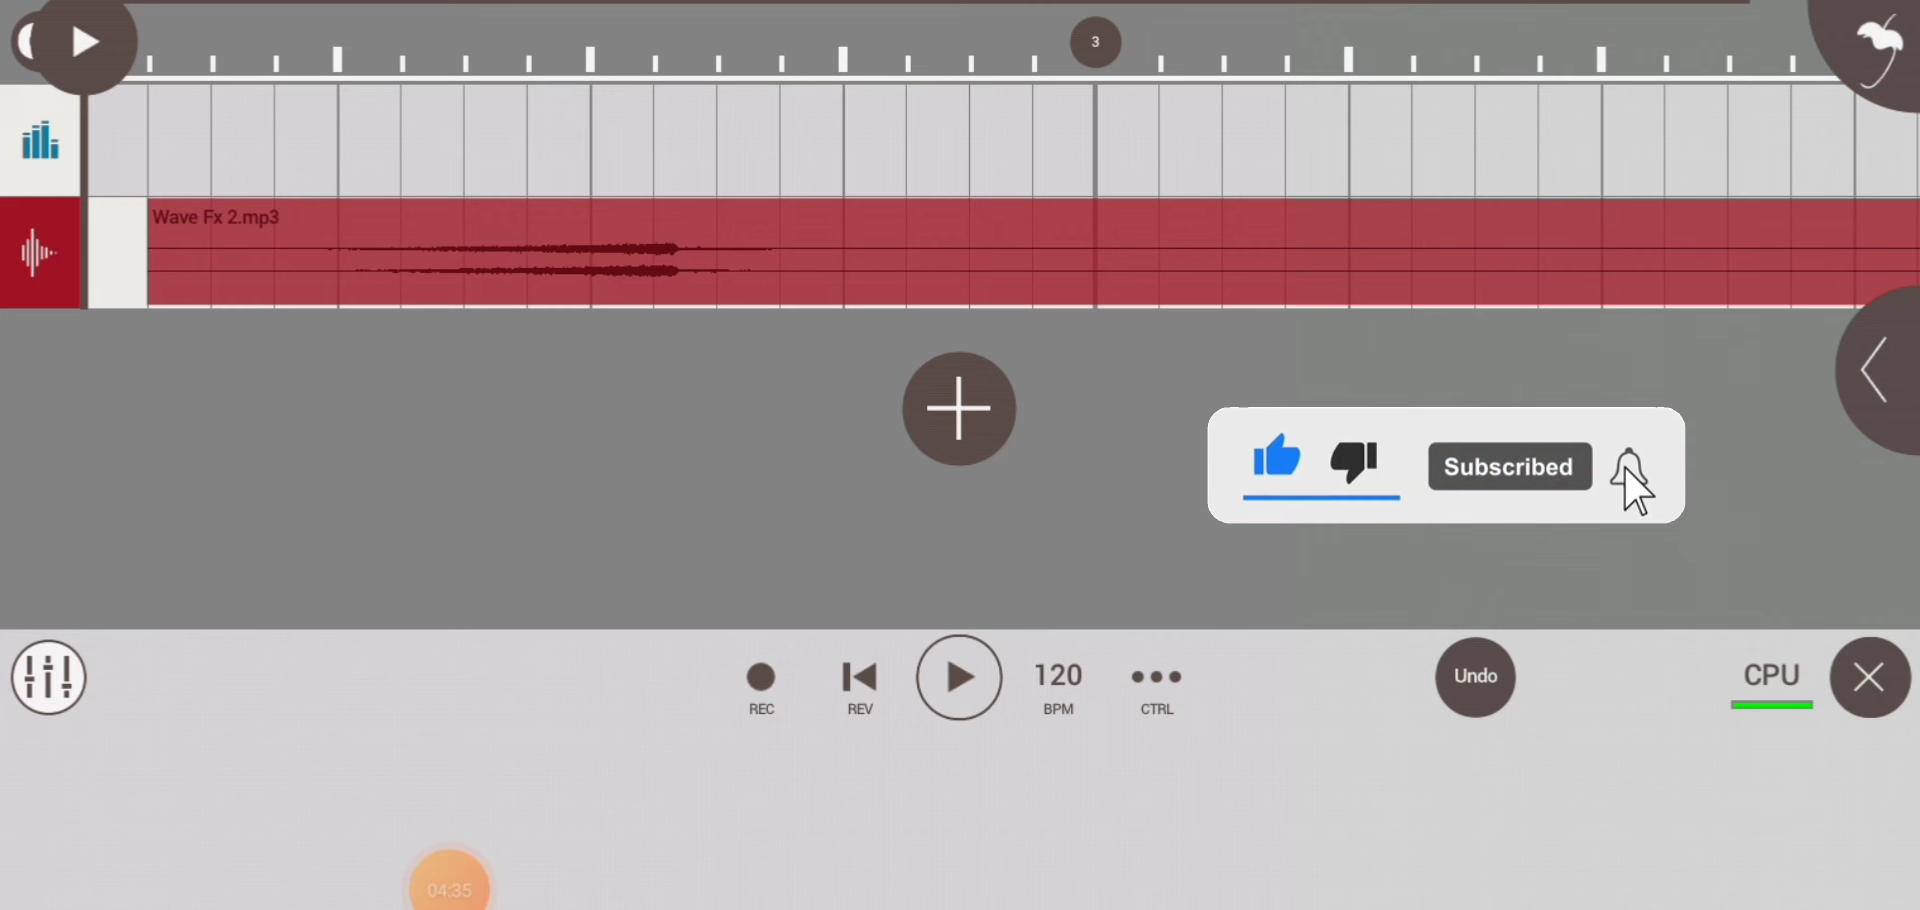 3
Wave Fx 2.mp3
Subscribed
120
REC
REV
BPM
CTRL
Undo
CPU
04:35